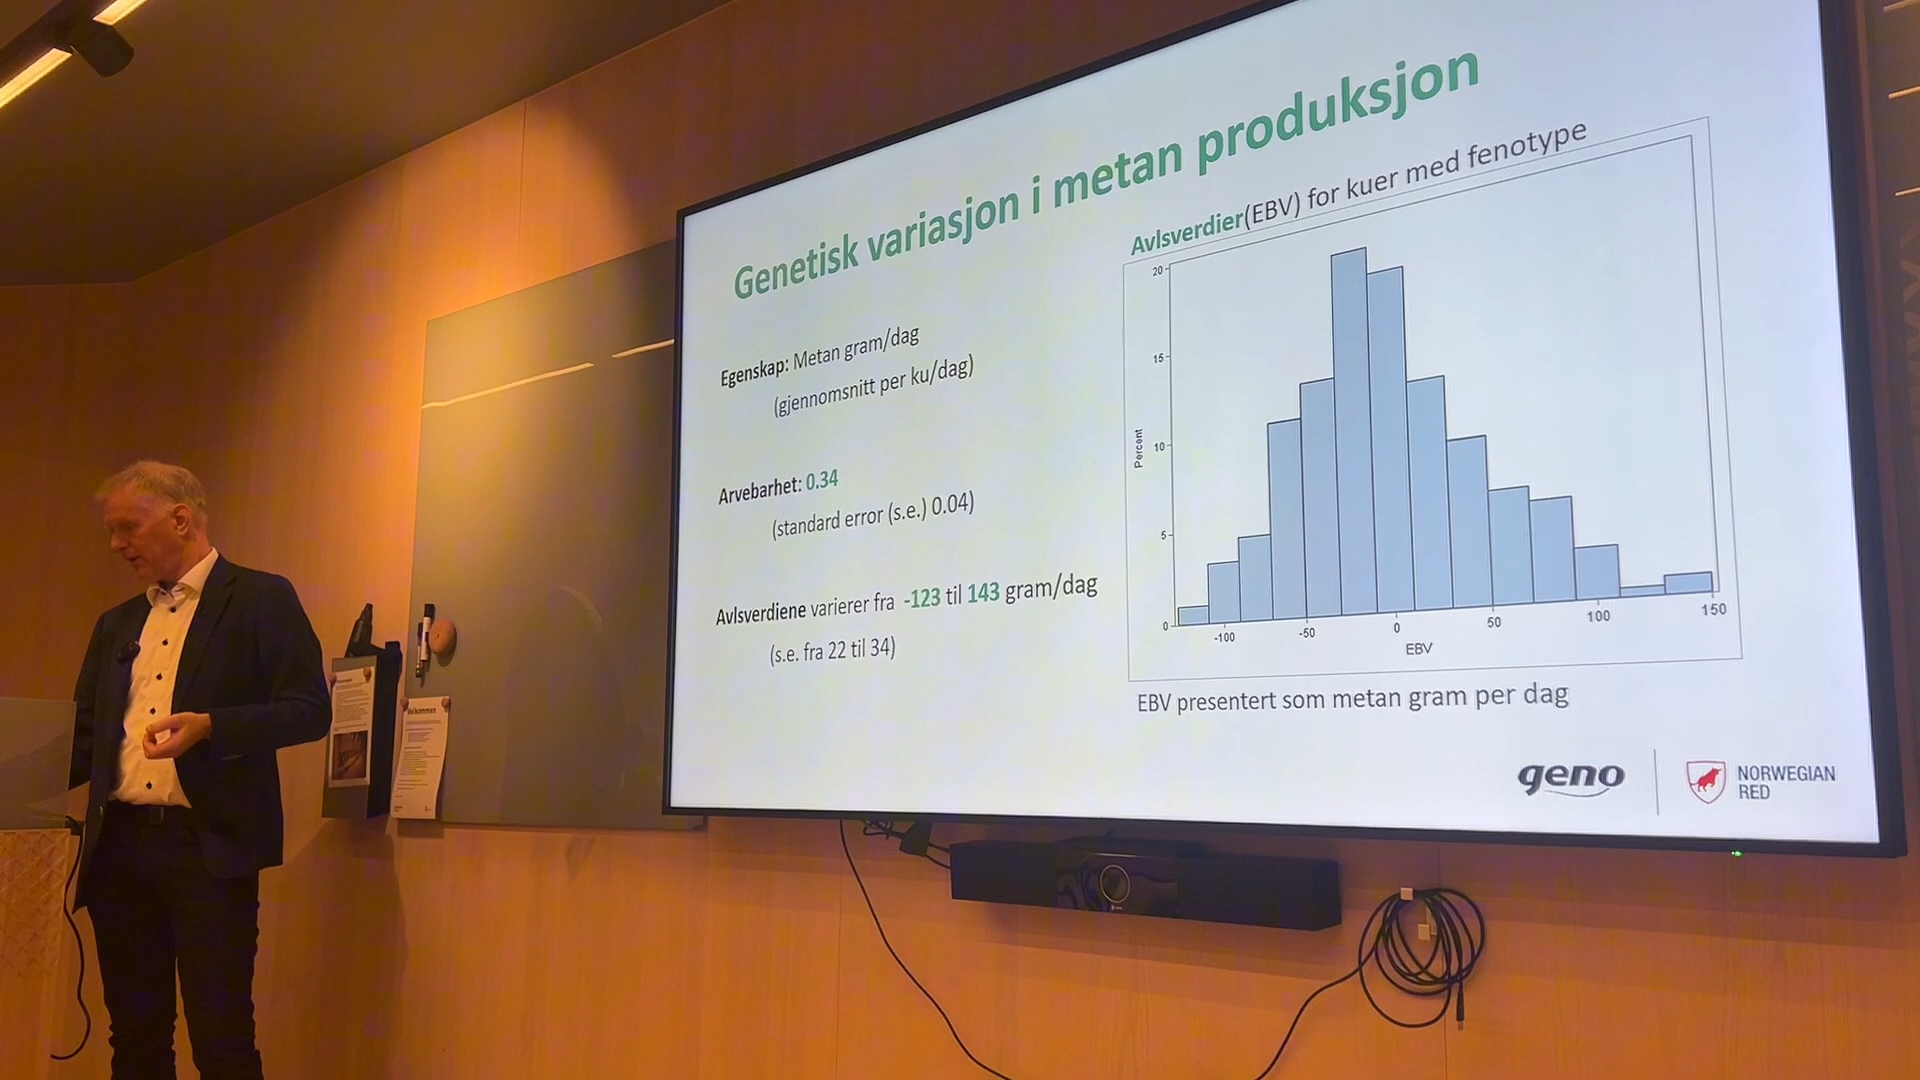 Genetisk variasjon i metan produksjon
Egenskap: Metan gram/dag
(gjennomsnitt per ku/dag)
Arvebarhet: 0.34
(standard error (s.e.) 0.04)
Avlsverdiene varierer fra -123 til 143 gram/dag
(s.e. fra 22 til 34)
Avlsverdier(EBV) for kuer med fenotype
20
15
10
5
0
Percent
-100
-50
0
50
100
150
EBV
EBV presentert som metan gram per dag
geno
NORWEGIAN
RED
Velkommen